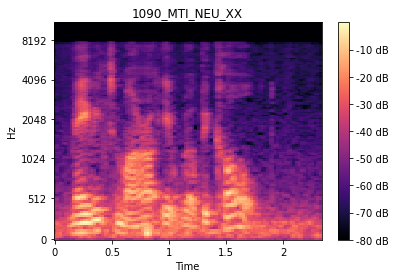 1090_MTI_NEU_XX
8192
4096
2048
1024
512
0
Hz
0
0.5
1
1.5
2
Time
-10 dB
-20 dB
-30 dB
-40 dB
-50 dB
-60 dB
-70 dB
-80 dB